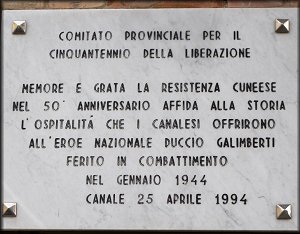 COMITATO PROVINCIALE PER IL
CINQUANTENNIO DELLA LIBERAZIONE
MEMORE E GRATA LA RESISTENZA CUNEESE
NEL 50° ANNIVERSARIO AFFIDA ALLA STORIA
L'OSPITALITÁ CHE I CANALESI OFFRIRONO
ALL'EROE NAZIONALE DUCCIO GALIMBERTI
FERITO IN COMBATTIMENTO
NEL GENNAIO 1944
CANALE 25 APRILE 1994